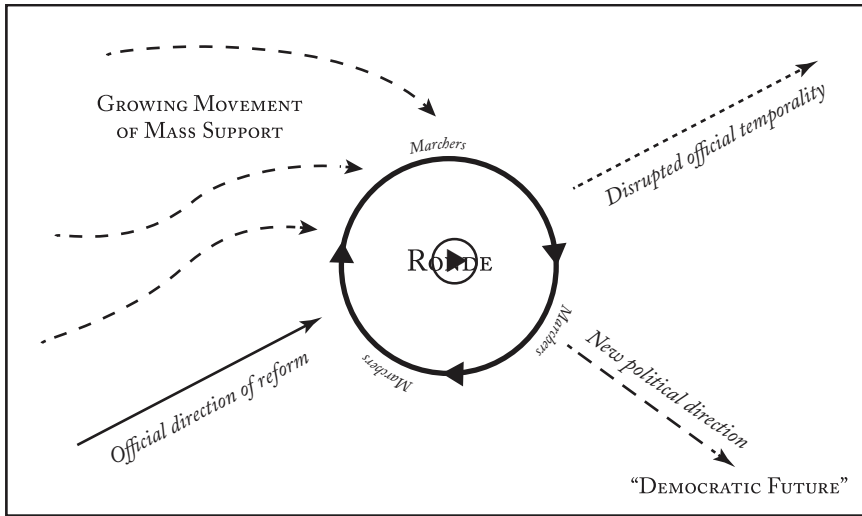 Growing Movement
of Mass Support
Marchers
Disrupted official temporality
Ronde
Marchers
Marchers
New political direction
Official direction of reform
“Democratic Future”